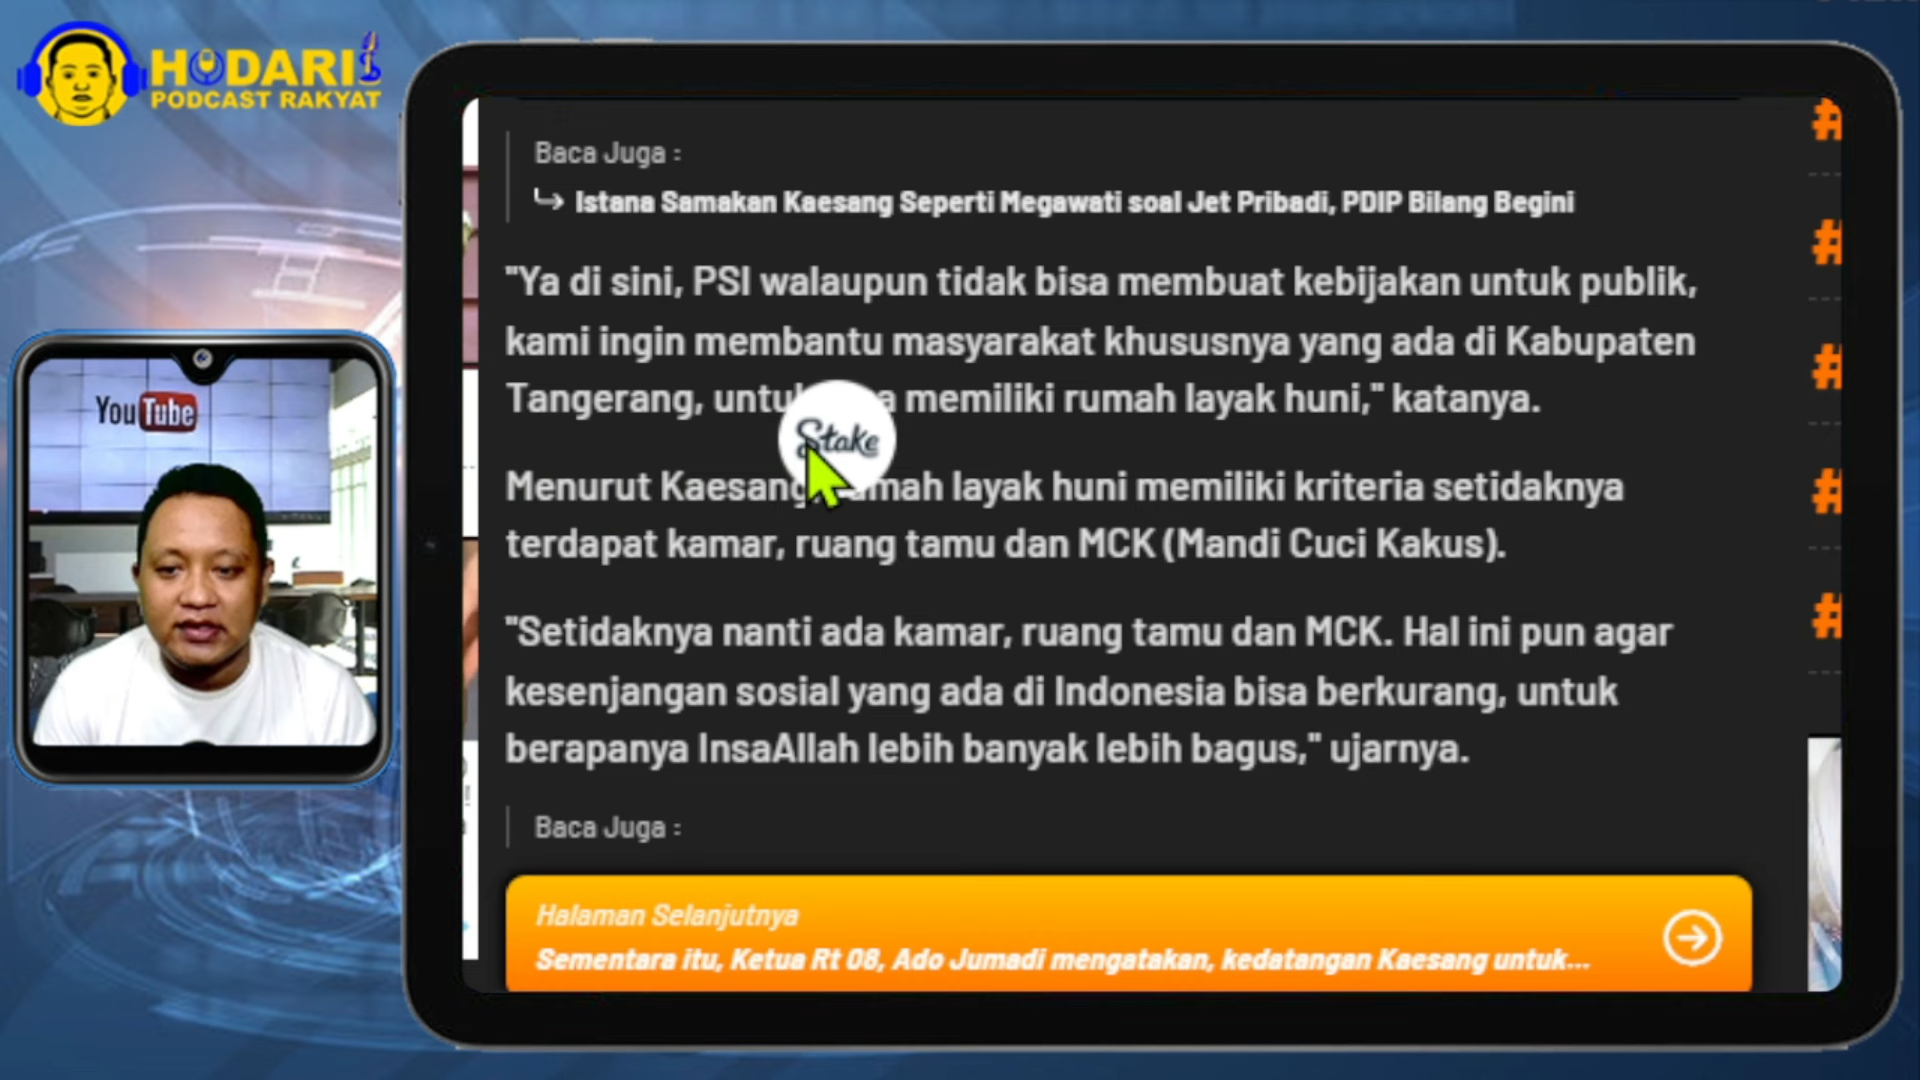 HODARI
PODCAST RAKYAT
YouTube
Baca Juga :
Istana Samakan Kaesang Seperti Megawati soal Jet Pribadi, PDIP Bilang Begini
"Ya di sini, PSI walaupun tidak bisa membuat kebijakan untuk publik,
kami ingin membantu masyarakat khususnya yang ada di Kabupaten
Tangerang, memiliki rumah layak huni," katanya.
Stake
Menurut Kaesang layak huni memiliki kriteria setidaknya
terdapat kamar, ruang tamu dan MCK (Mandi Cuci Kakus).
"Setidaknya nanti ada kamar, ruang tamu dan MCK. Hal ini pun agar
kesenjangan sosial yang ada di Indonesia bisa berkurang, untuk
berapanya InsaAllah lebih banyak lebih bagus," ujarnya.
Baca Juga :
Halaman Selanjutnya
Sementara itu, Ketua Rt 08, Ado Jumadi mengatakan, kedatangan Kaesang untuk...
#
#
#
#
#